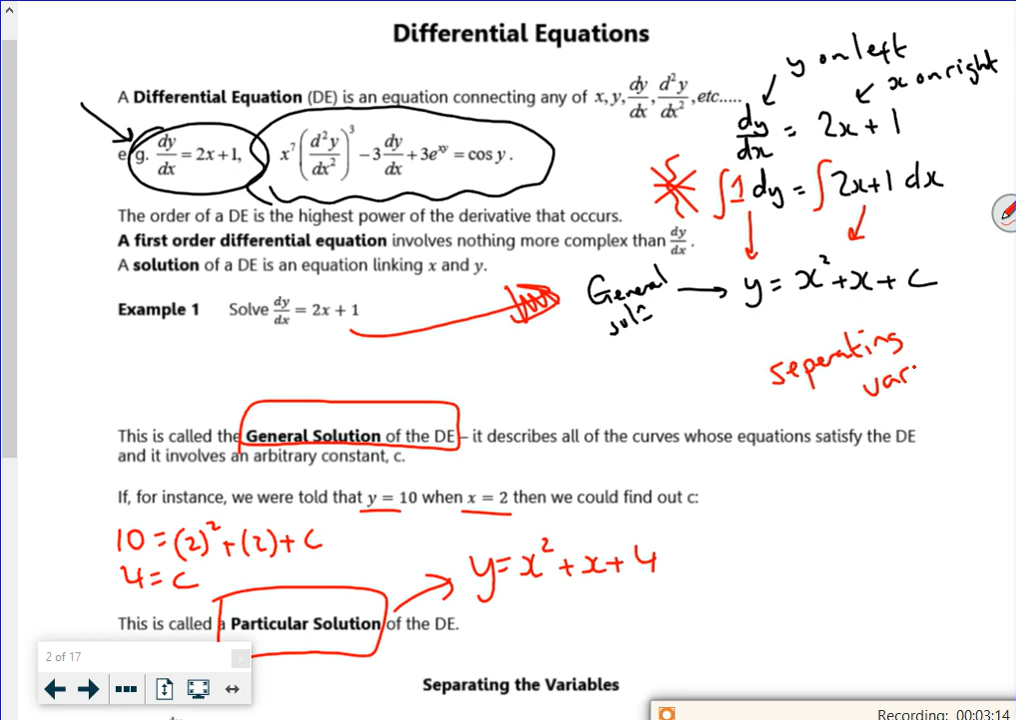 Differential Equations
A Differential Equation (DE) is an equation connecting any of x, y, dy/dx, d²y/dx², etc.....
e.g. dy/dx = 2x + 1, x⁷(d²y/dx²)³ − 3 dy/dx + 3e^(xy) = cos y.
The order of a DE is the highest power of the derivative that occurs.
A first order differential equation involves nothing more complex than dy/dx.
A solution of a DE is an equation linking x and y.
Example 1 Solve dy/dx = 2x + 1
y on left
x on right
dy/dx = 2x + 1
∫1 dy = ∫2x+1 dx
General soln → y = x² + x + c
seperating
var
This is called the General Solution of the DE – it describes all of the curves whose equations satisfy the DE
and it involves an arbitrary constant, c.
If, for instance, we were told that y = 10 when x = 2 then we could find out c:
10 = (2)² + (2) + c
4 = c
y = x² + x + 4
This is called a Particular Solution of the DE.
2 of 17
Separating the Variables
Recording: 00:03:14